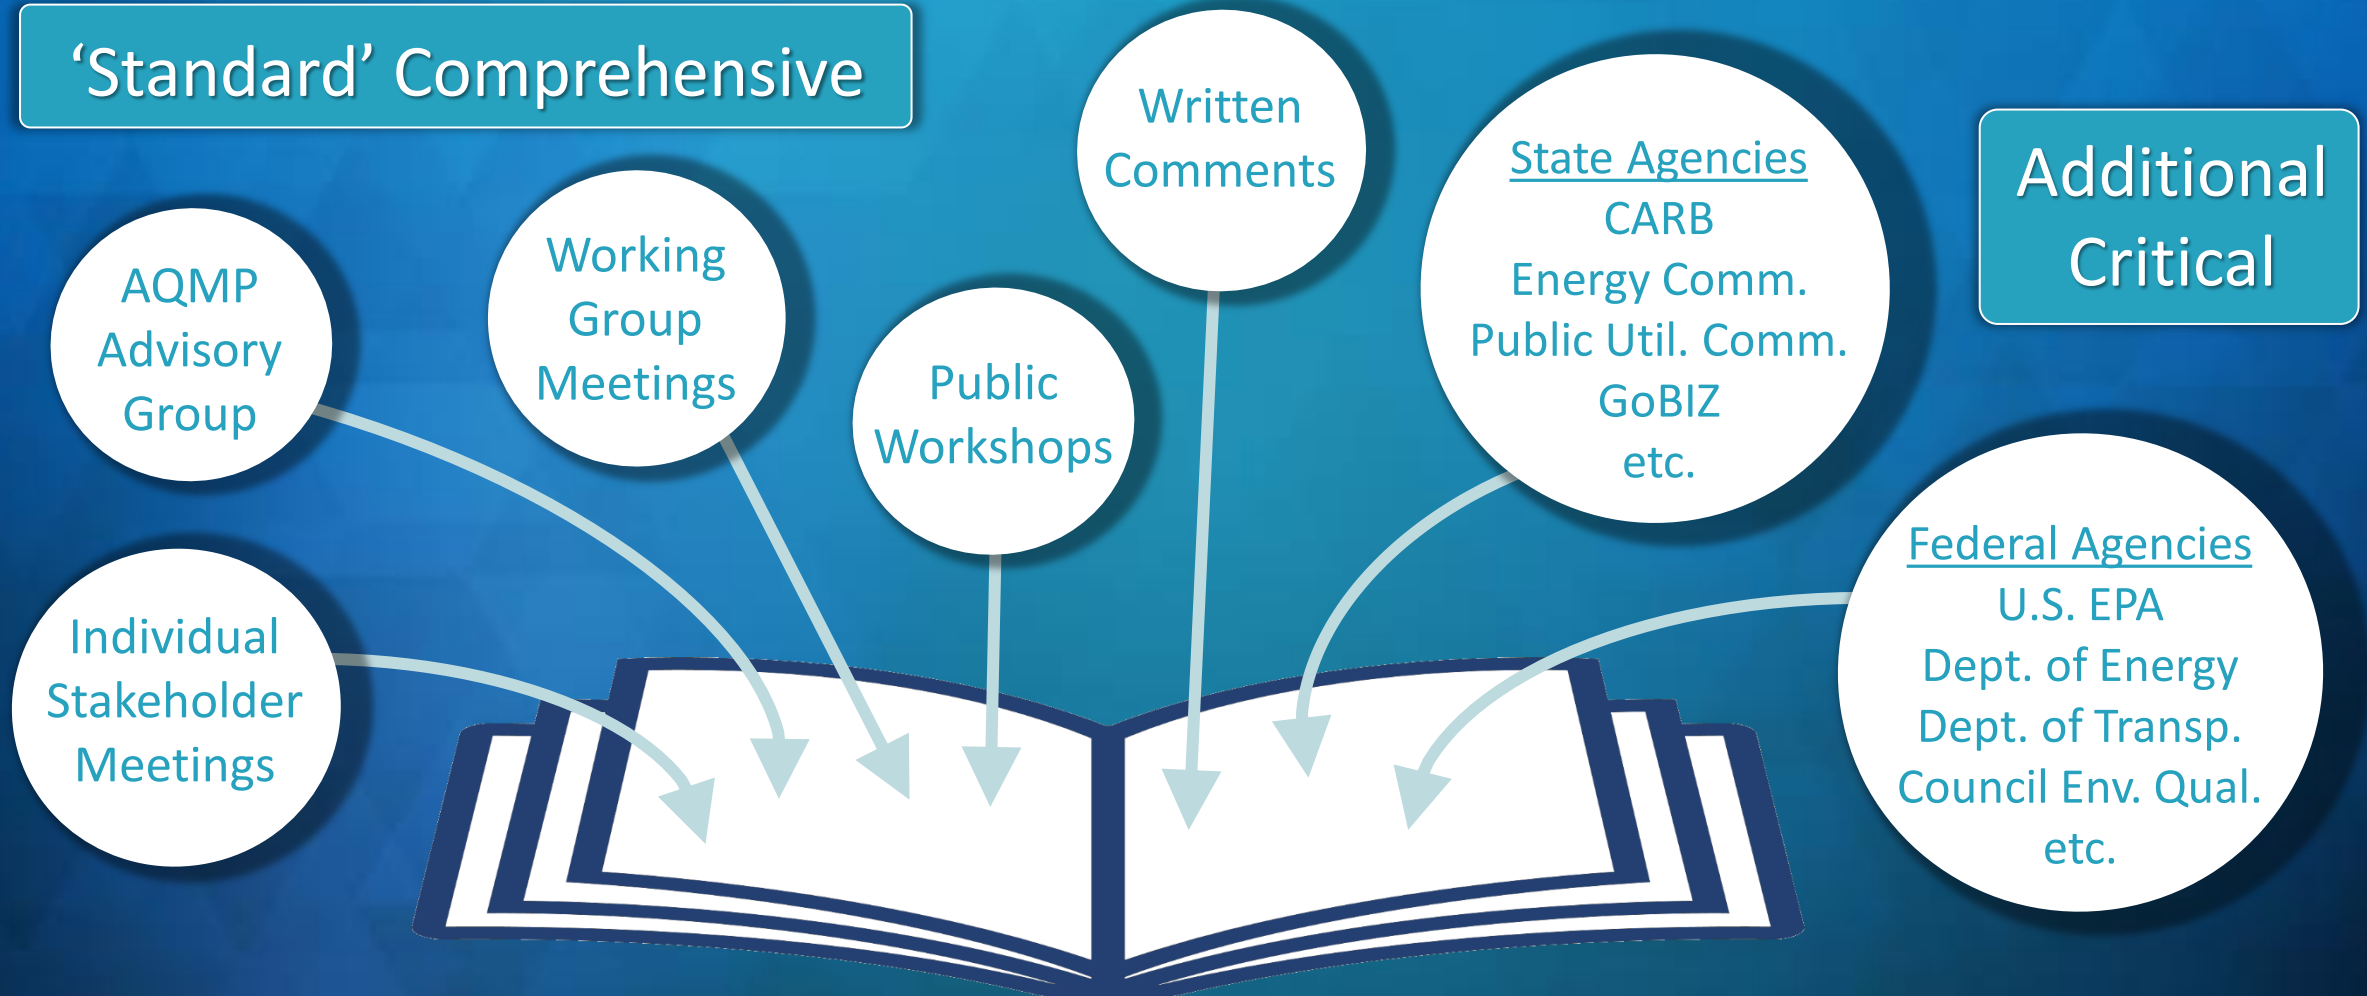 ‘Standard’ Comprehensive
Additional
Critical
Individual
Stakeholder
Meetings
AQMP
Advisory
Group
Working
Group
Meetings
Public
Workshops
Written
Comments
State Agencies
CARB
Energy Comm.
Public Util. Comm.
GoBIZ
etc.
Federal Agencies
U.S. EPA
Dept. of Energy
Dept. of Transp.
Council Env. Qual.
etc.